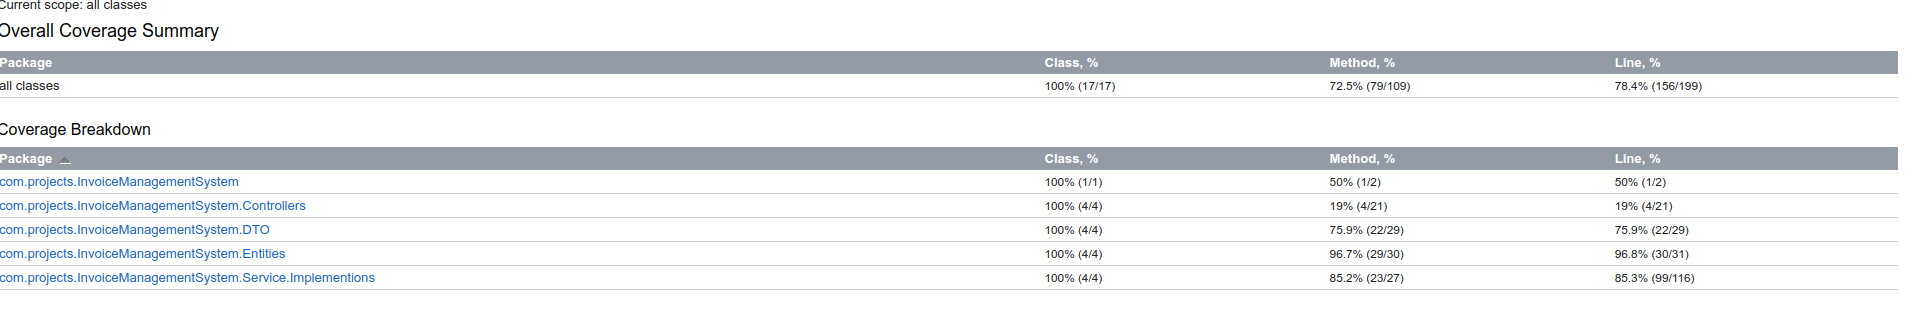 Current scope: all classes
Overall Coverage Summary
Package Class, % Method, % Line, %
all classes 100% (17/17) 72.5% (79/109) 78.4% (156/199)
Coverage Breakdown
Package Class, % Method, % Line, %
com.projects.InvoiceManagementSystem 100% (1/1) 50% (1/2) 50% (1/2)
com.projects.InvoiceManagementSystem.Controllers 100% (4/4) 19% (4/21) 19% (4/21)
com.projects.InvoiceManagementSystem.DTO 100% (4/4) 75.9% (22/29) 75.9% (22/29)
com.projects.InvoiceManagementSystem.Entities 100% (4/4) 96.7% (29/30) 96.8% (30/31)
com.projects.InvoiceManagementSystem.Service.Implementions 100% (4/4) 85.2% (23/27) 85.3% (99/116)